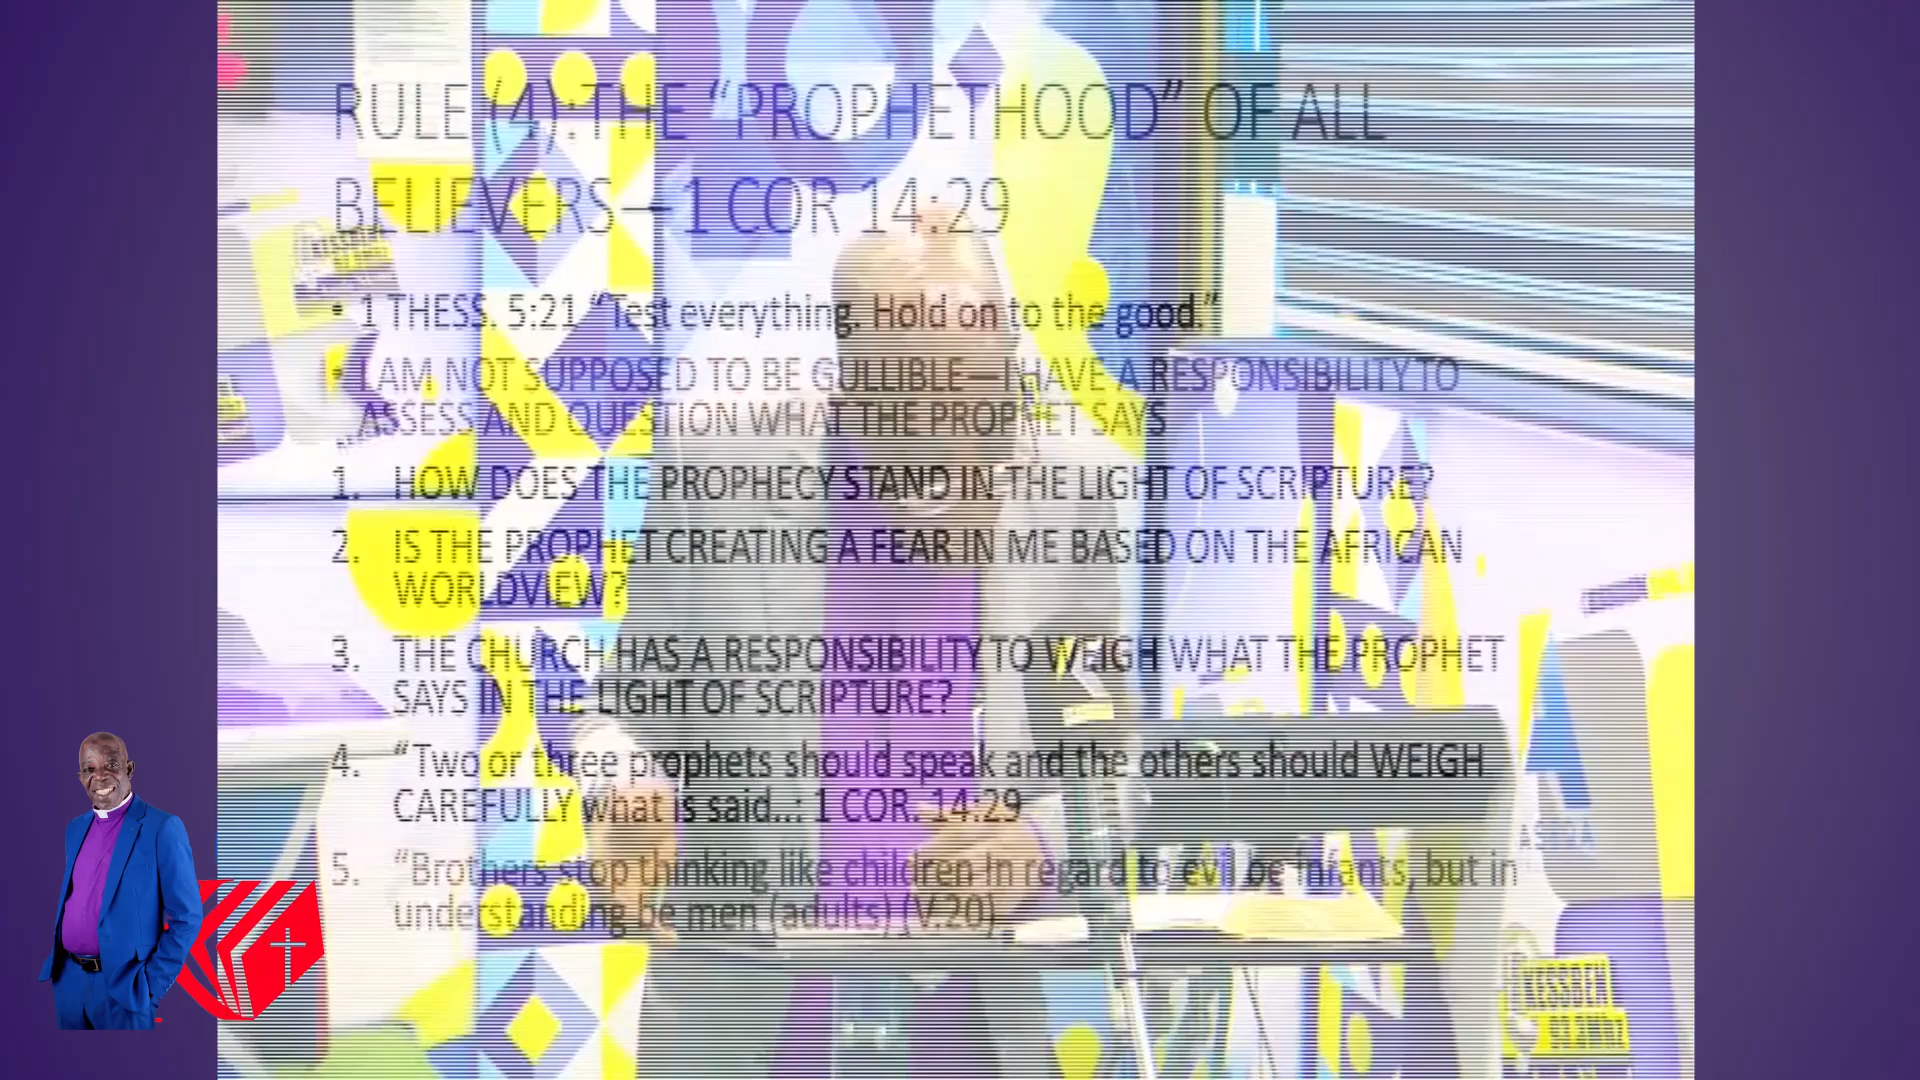 RULE (4): THE “PROPHETHOOD” OF ALL
BELIEVERS—1 COR 14:29
• 1 THESS. 5:21 “Test everything. Hold on to the good.”
• I AM NOT SUPPOSED TO BE GULLIBLE—I HAVE A RESPONSIBILITY TO
ASSESS AND QUESTION WHAT THE PROPHET SAYS
1. HOW DOES THE PROPHECY STAND IN THE LIGHT OF SCRIPTURE?
2. IS THE PROPHET CREATING A FEAR IN ME BASED ON THE AFRICAN
WORLDVIEW?
3. THE CHURCH HAS A RESPONSIBILITY TO WEIGH WHAT THE PROPHET
SAYS IN THE LIGHT OF SCRIPTURE?
4. “Two or three prophets should speak and the others should WEIGH
CAREFULLY what is said...: 1 COR. 14:29
5. “Brothers stop thinking like children in regard to evil be infants, but in
understanding be men (adults) (V.20)
KESSBEN
93.3MHZ